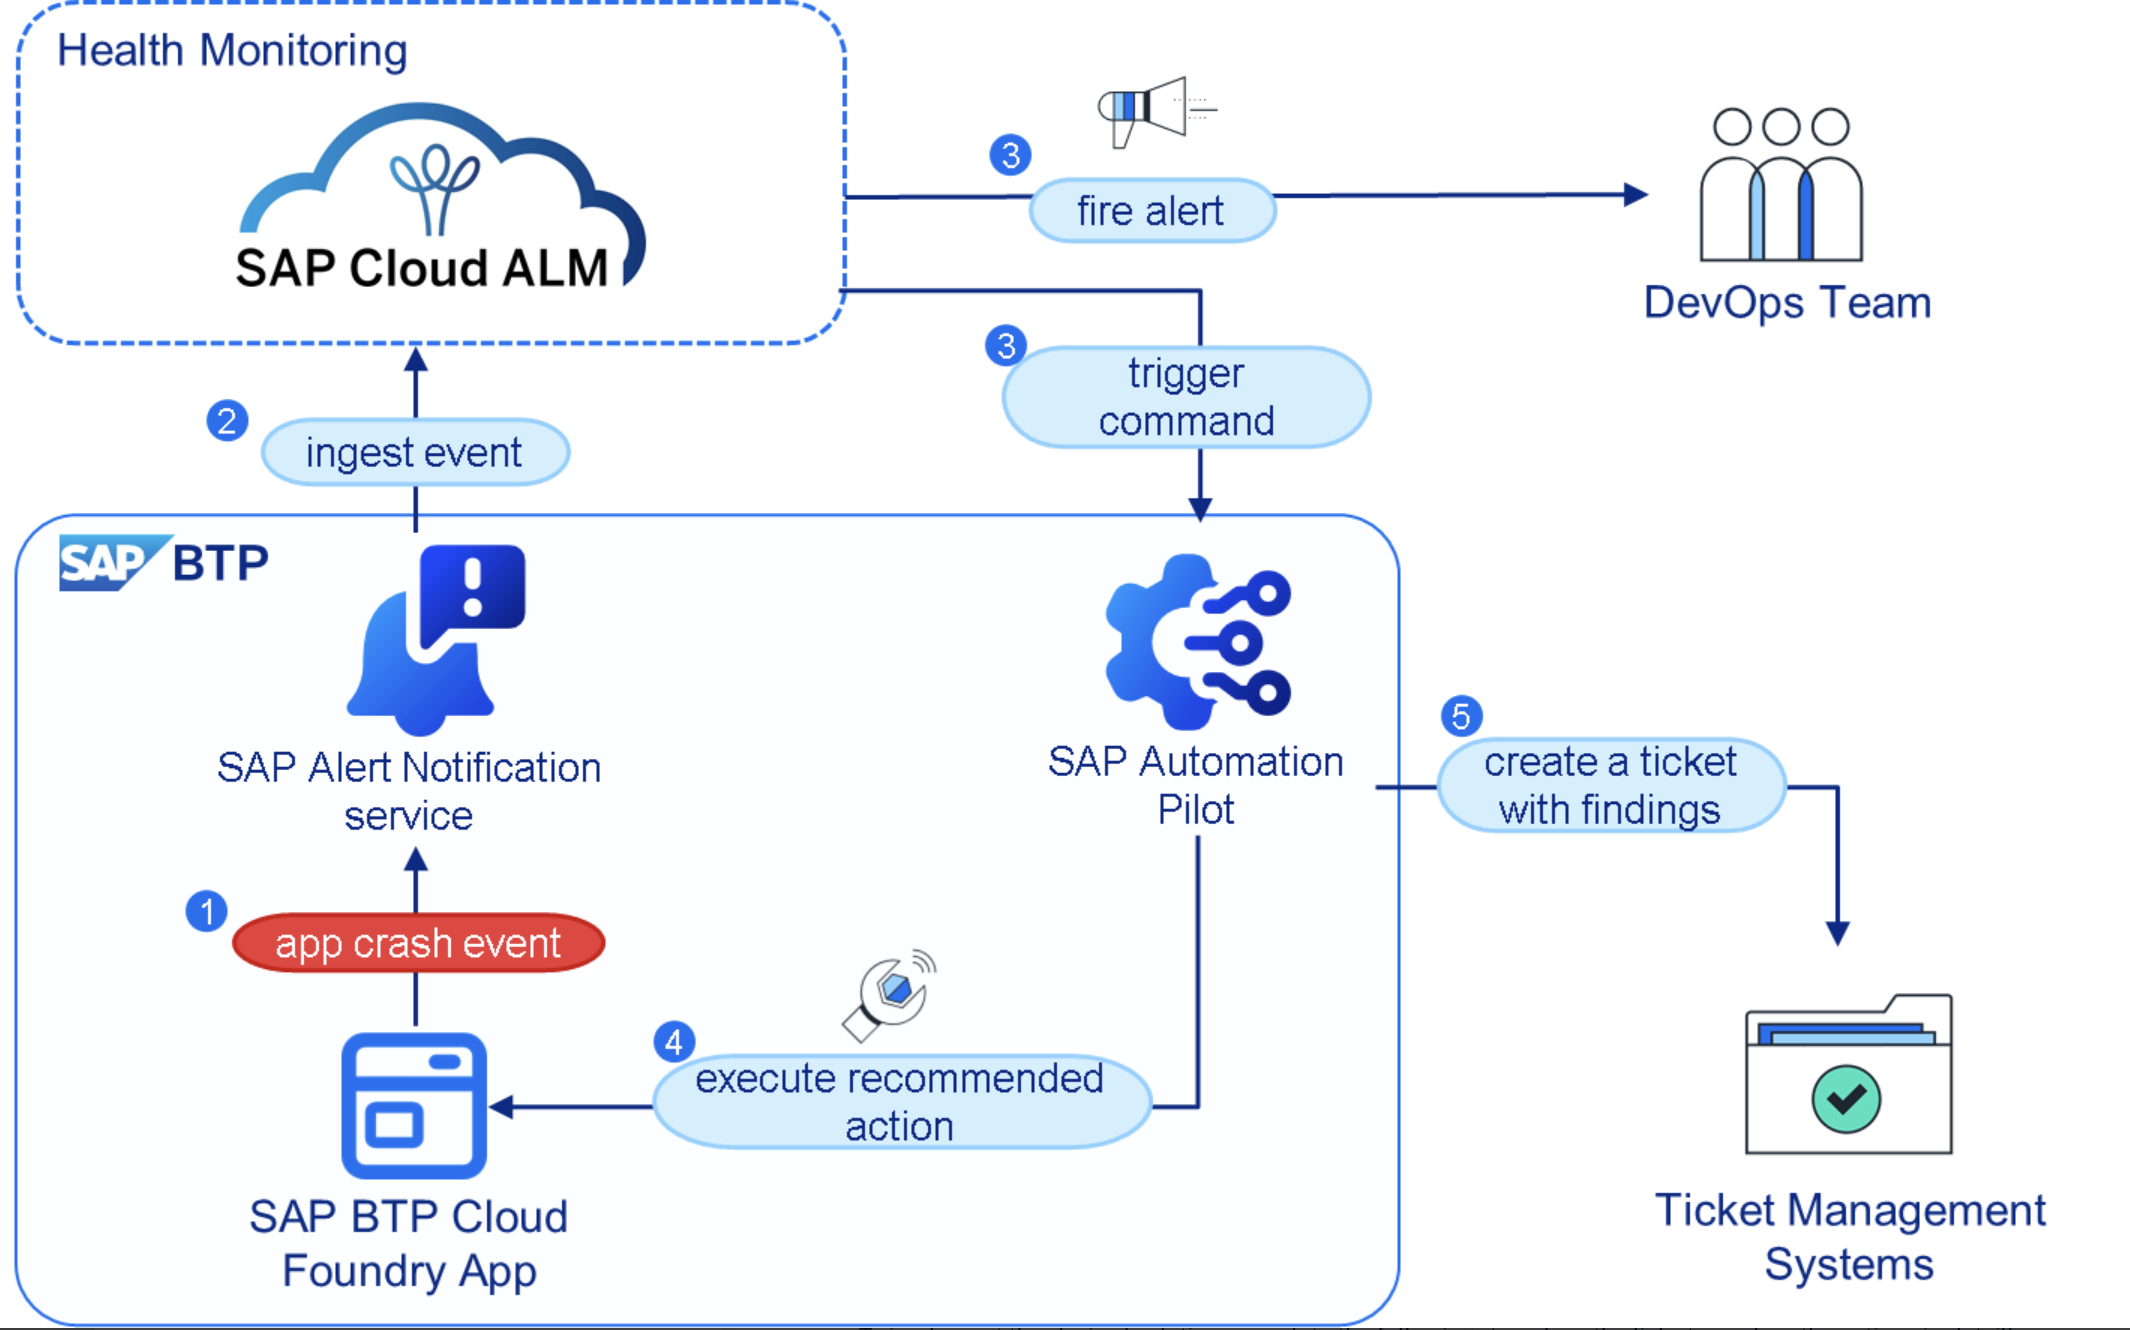 Health Monitoring
SAP Cloud ALM
3
fire alert
DevOps Team
3
trigger
command
2
ingest event
SAP BTP
SAP Alert Notification
service
SAP Automation
Pilot
5
create a ticket
with findings
1
app crash event
4
execute recommended
action
SAP BTP Cloud
Foundry App
Ticket Management
Systems